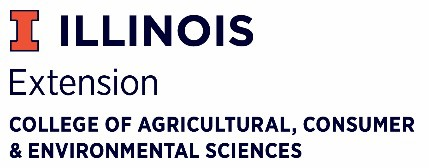 I ILLINOIS
Extension
COLLEGE OF AGRICULTURAL, CONSUMER
& ENVIRONMENTAL SCIENCES